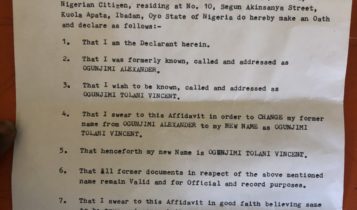 Nigerian Citizen, residing at No. 10, Segun Akinsanya Street,
Kuola Apata, Ibadan, Oyo State of Nigeria do hereby make an Oath
and declare as follows:-
1. That I am the Declarant herein.
2. That I was formerly known, called and addressed as
OGUNJIMI ALEXANDER.
3. That I wish to be known, called and addressed as
OGUNJIMI TOLANI VINCENT.
4. That I swear to this Affidavit in order to CHANGE my former
name from OGUNJIMI ALEXANDER to my NEW NAME as OGUNJIMI
TOLANI VINCENT.
5. That henceforth my new Name is OGUNJIMI TOLANI VINCENT.
6. That all former documents in respect of the above mentioned
name remain Valid and for Official and record purposes.
7. That I swear to this Affidavit in good faith believing same